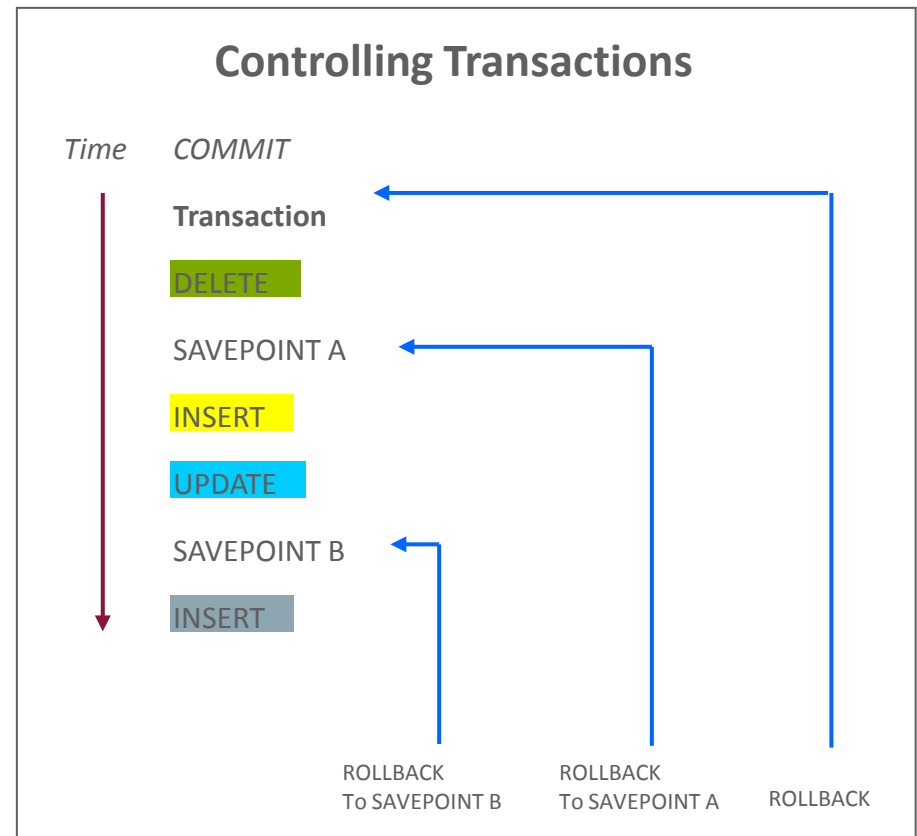 Controlling Transactions
Time COMMIT
Transaction
DELETE
SAVEPOINT A
INSERT
UPDATE
SAVEPOINT B
INSERT
ROLLBACK
To SAVEPOINT B
ROLLBACK
To SAVEPOINT A
ROLLBACK